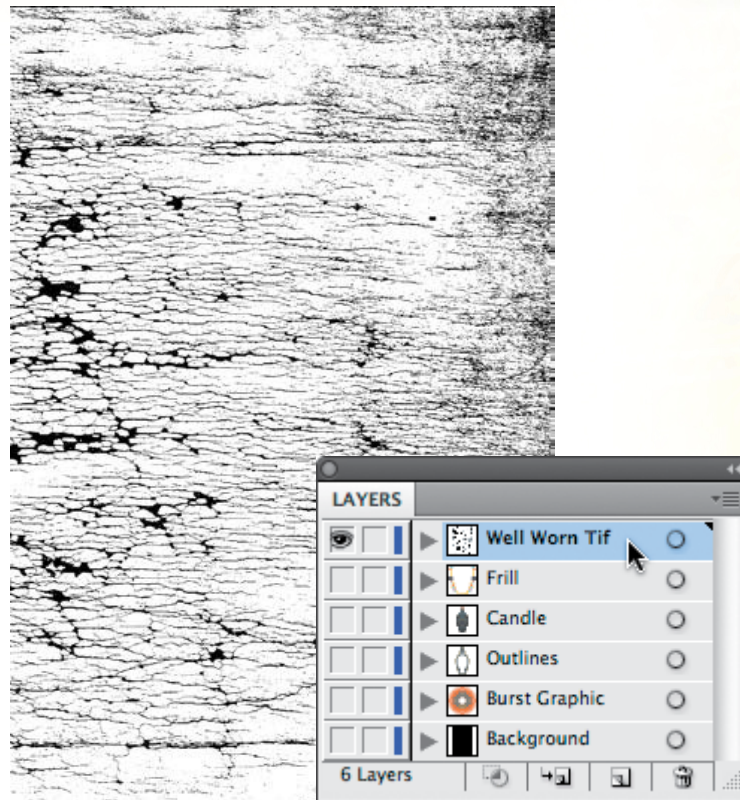 LAYERS
Well Worn Tif
Frill
Candle
Outlines
Burst Graphic
Background
6 Layers